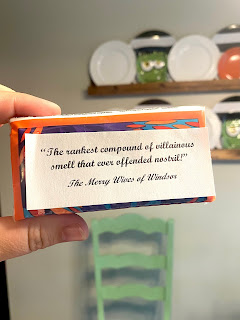 “The rankest compound of villainous
smell that ever offended nostril!”
The Merry Wives of Windsor